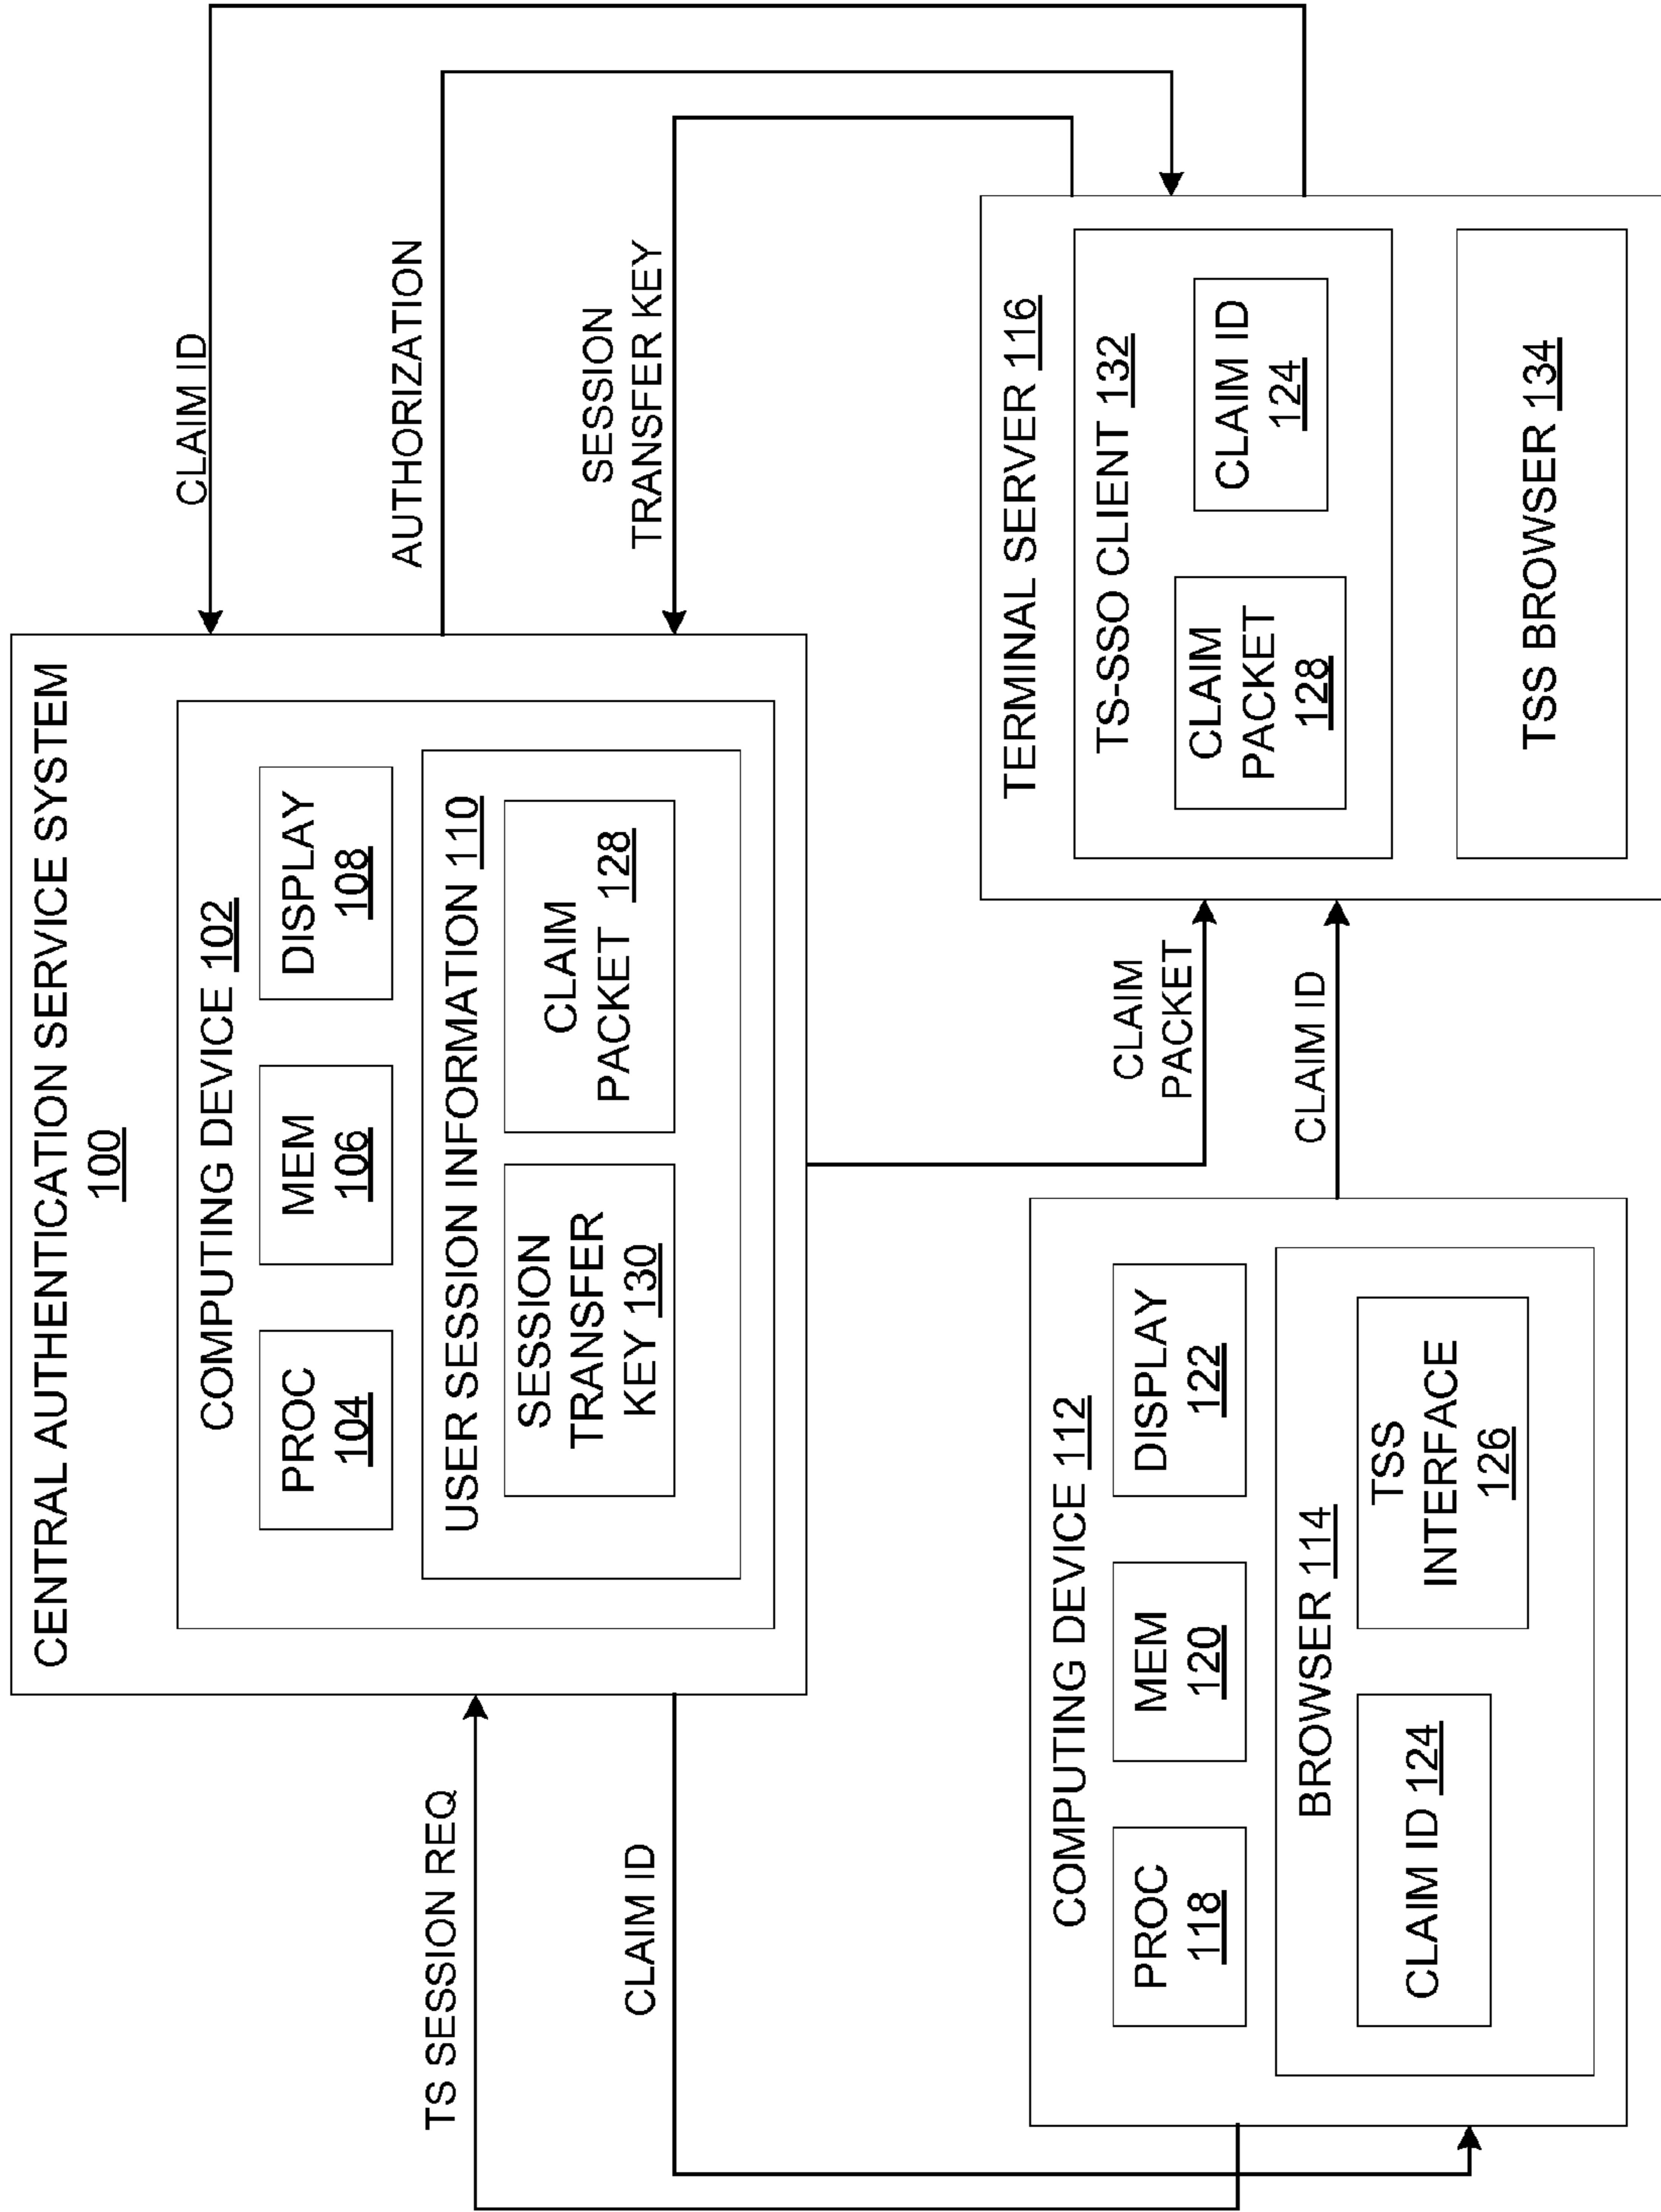 CENTRAL AUTHENTICATION SERVICE SYSTEM
100
COMPUTING DEVICE 102
PROC
104
MEM
106
DISPLAY
108
USER SESSION INFORMATION 110
SESSION
TRANSFER
KEY 130
CLAIM
PACKET 128
TS SESSION REQ
CLAIM ID
CLAIM ID
AUTHORIZATION
SESSION
TRANSFER KEY
COMPUTING DEVICE 112
PROC
118
MEM
120
DISPLAY
122
BROWSER 114
CLAIM ID 124
TSS
INTERFACE
126
CLAIM
PACKET
CLAIM ID
TERMINAL SERVER 116
TS-SSO CLIENT 132
CLAIM
PACKET
128
CLAIM ID
124
TSS BROWSER 134